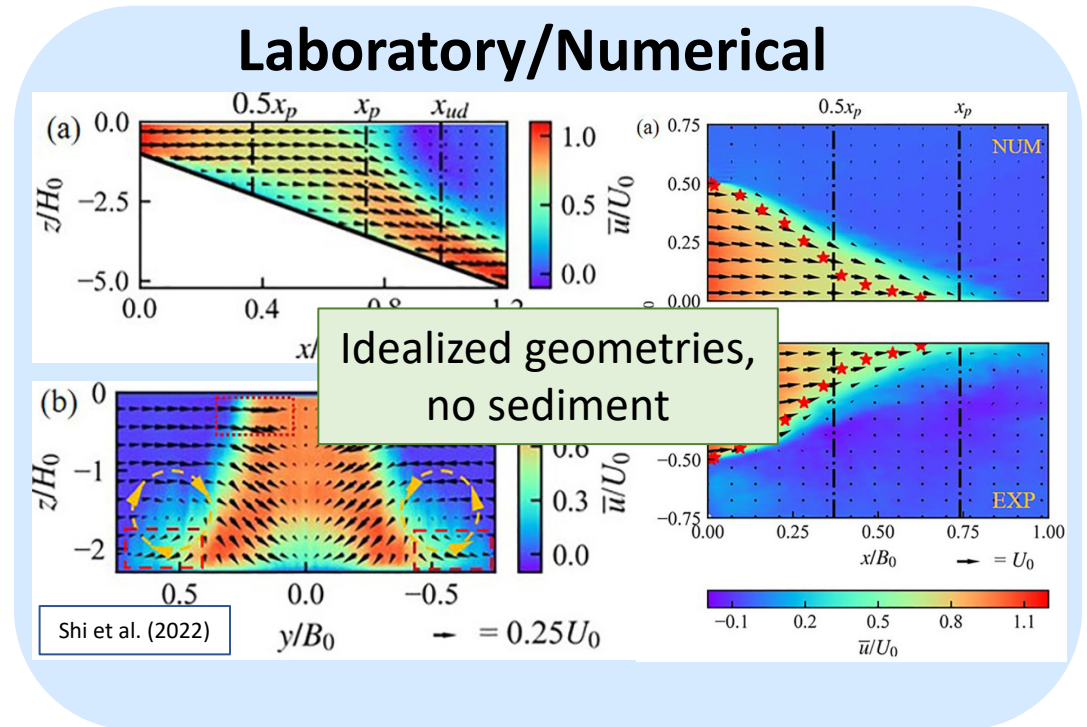 Laboratory/Numerical
(a)
0.5xₚ xₚ x_ud
0.0
−2.5
−5.0
z/H₀
0.0 0.4 0.8 1.2
x/
1.0
0.5
0.0
u̅/U₀
(a)
0.5xₚ xₚ
0.75
0.50
0.25
0.00
NUM
Idealized geometries,
no sediment
(b)
0
−1
−2
z/H₀
0.5 0.0 −0.5
y/B₀
= 0.25U₀
0.6
0.3
0.0
u̅/U₀
Shi et al. (2022)
−0.50
−0.75
EXP
0.00 0.25 0.50 0.75 1.00
x/B₀
= U₀
−0.1 0.2 0.5 0.8 1.1
u̅/U₀